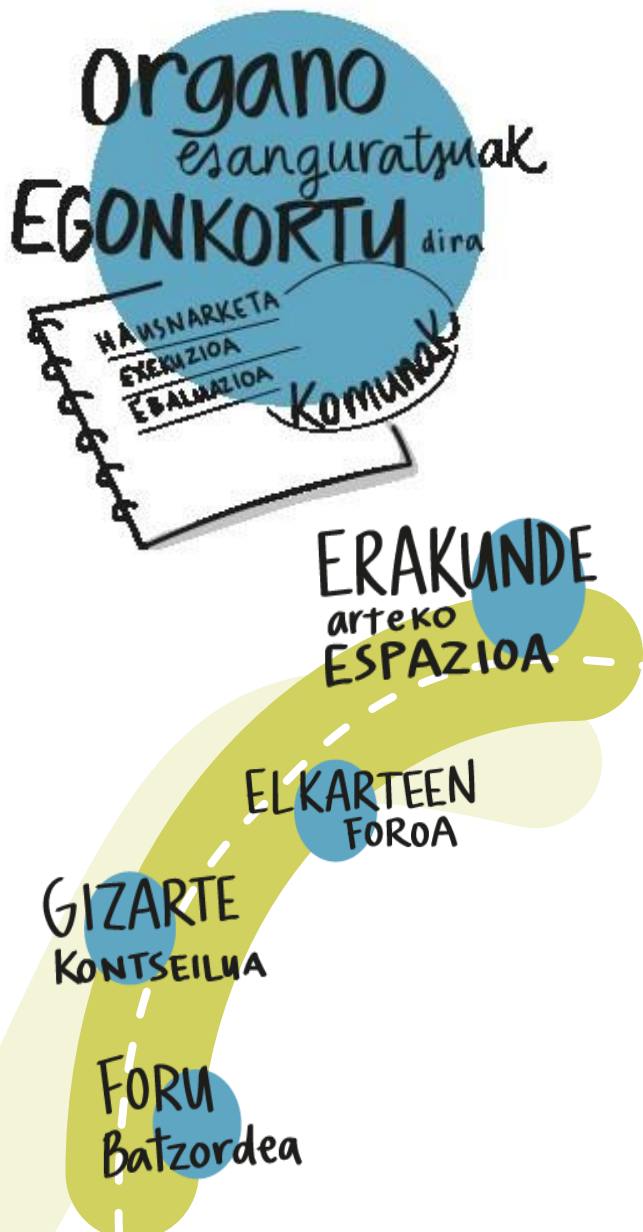 Organo
esanguratsuak
EGONKORTU dira
HAUSNARKETA
EXEKUZIOA
EBALUAZIOA
Komunak
ERAKUNDE
arteko
ESPAZIOA
ELKARTEEN
FOROA
GIZARTE
KONTSEILUA
FORU
Batzordea